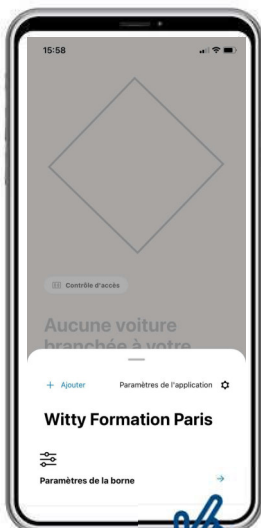 15:58
Contrôle d'accès
Aucune voiture
branchée à votre
+ Ajouter
Paramètres de l'application
Witty Formation Paris
Paramètres de la borne